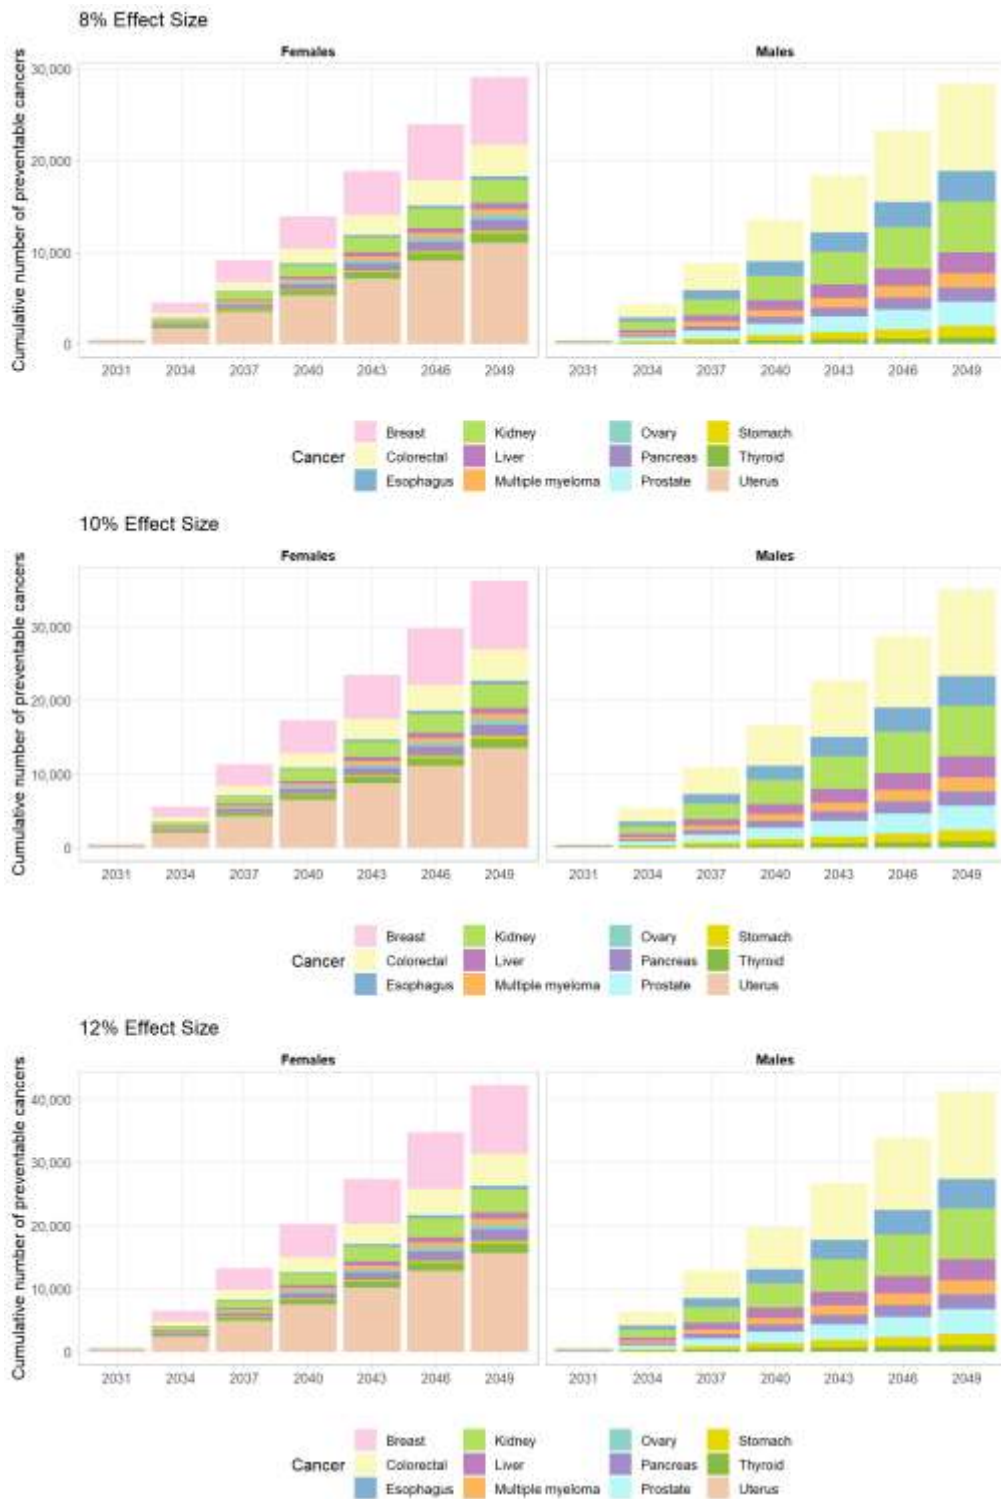 8% Effect Size
Females
Males
Cumulative number of preventable cancers
30,000
20,000
10,000
0
2031 2034 2037 2040 2043 2046 2049
2031 2034 2037 2040 2043 2046 2049
Cancer
Breast Kidney Ovary Stomach
Colorectal Liver Pancreas Thyroid
Esophagus Multiple myeloma Prostate Uterus
10% Effect Size
Females
Males
Cumulative number of preventable cancers
30,000
20,000
10,000
0
2031 2034 2037 2040 2043 2046 2049
2031 2034 2037 2040 2043 2046 2049
Cancer
Breast Kidney Ovary Stomach
Colorectal Liver Pancreas Thyroid
Esophagus Multiple myeloma Prostate Uterus
12% Effect Size
Females
Males
Cumulative number of preventable cancers
40,000
30,000
20,000
10,000
0
2031 2034 2037 2040 2043 2046 2049
2031 2034 2037 2040 2043 2046 2049
Cancer
Breast Kidney Ovary Stomach
Colorectal Liver Pancreas Thyroid
Esophagus Multiple myeloma Prostate Uterus